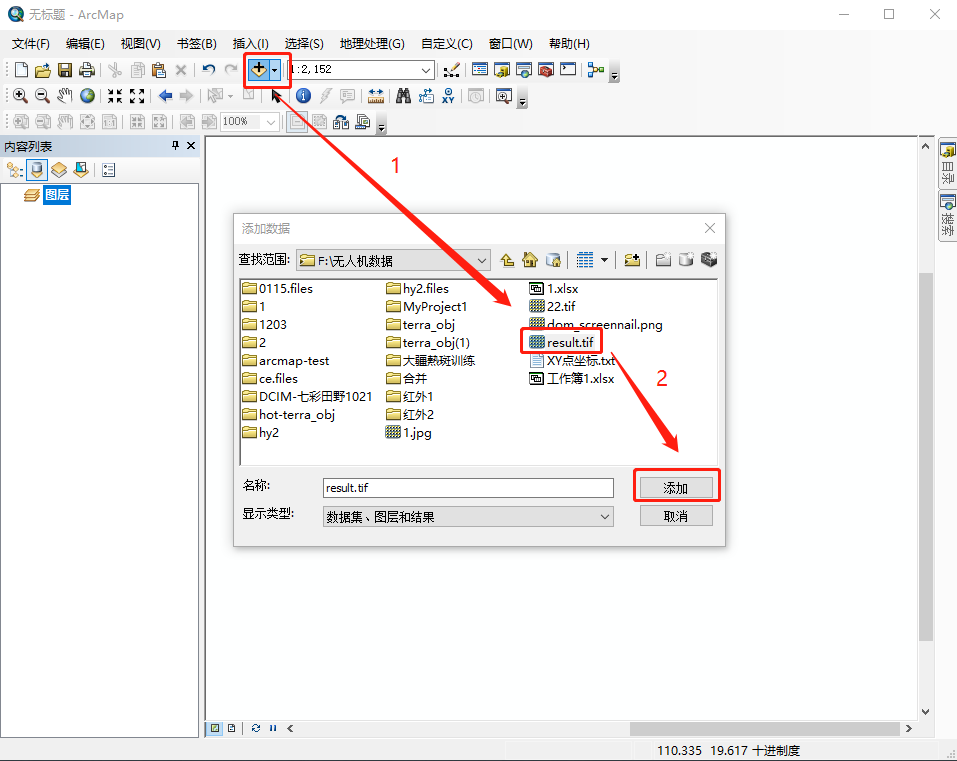 无标题 - ArcMap
文件(F) 编辑(E) 视图(V) 书签(B) 插入(I) 选择(S) 地理处理(G) 自定义(C) 窗口(W) 帮助(H)
1:2,152
100%
内容列表
图层
1
添加数据
查找范围: F:\无人机数据
0115.files hy2.files 1.xlsx
1 MyProject1 22.tif
1203 terra_obj dom_screennail.png
2 terra_obj(1) result.tif
arcmap-test 大疆熱斑训练 XY点坐标.txt
ce.files 合并 工作簿1.xlsx
DCIM-七彩田野1021 红外1
hot-terra_obj 红外2
hy2 1.jpg
2
名称: result.tif 添加
显示类型: 数据集、图层和结果 取消
目录
搜索
110.335 19.617 十进制度